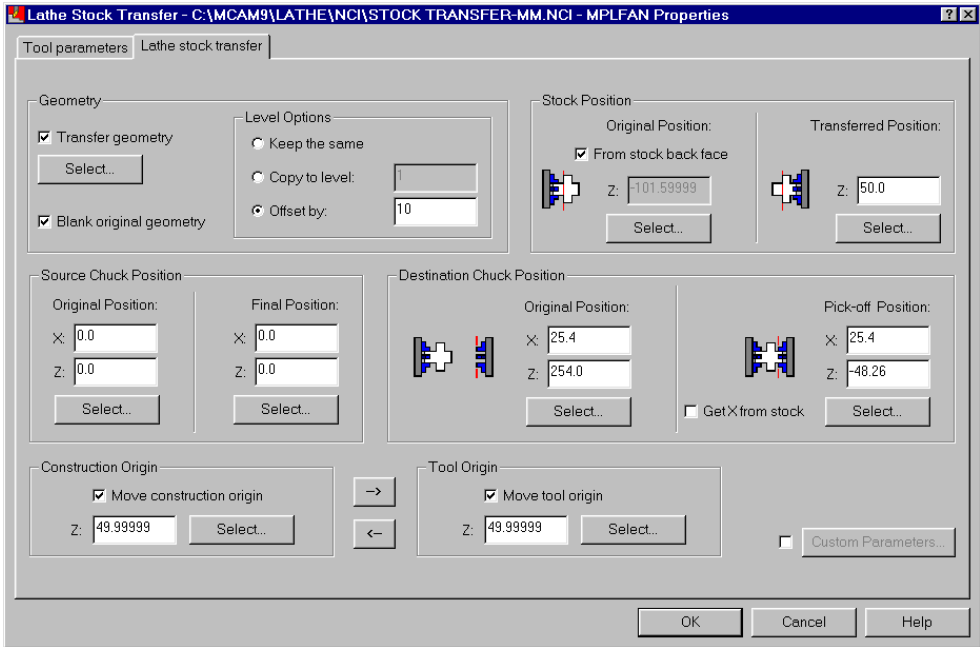 Lathe Stock Transfer - C:\MCAM9\LATHE\NCI\STOCK TRANSFER-MM.NCI - MPLFAN Properties
Tool parameters
Lathe stock transfer
Geometry
Transfer geometry
Select...
Blank original geometry
Level Options
Keep the same
Copy to level: 1
Offset by: 10
Stock Position
Original Position:
From stock back face
Z: -101.59999
Select...
Transferred Position:
Z: 50.0
Select...
Source Chuck Position
Original Position:
X: 0.0
Z: 0.0
Select...
Final Position:
X: 0.0
Z: 0.0
Select...
Destination Chuck Position
Original Position:
X: 25.4
Z: 254.0
Select...
Pick-off Position:
X: 25.4
Z: -48.26
Get X from stock
Select...
Construction Origin
Move construction origin
Z: 49.99999
Select...
-->
<--
Tool Origin
Move tool origin
Z: 49.99999
Select...
Custom Parameters...
OK
Cancel
Help